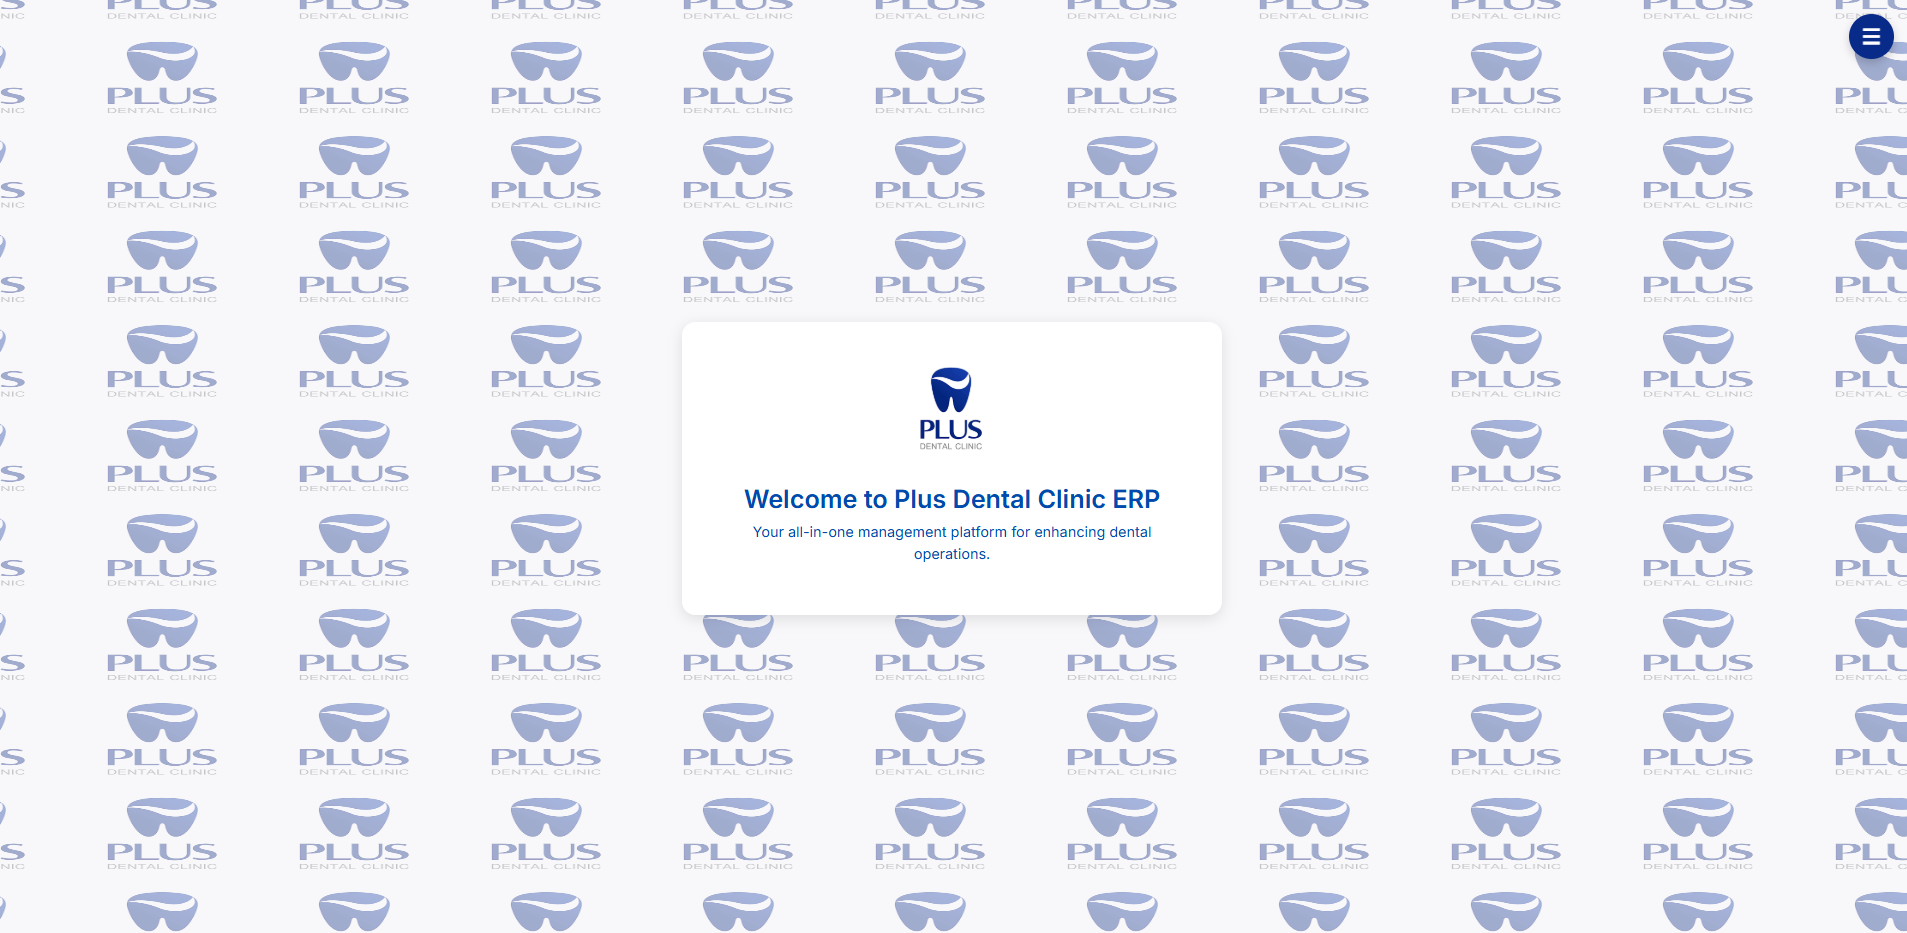 PLUS
DENTAL CLINIC
Welcome to Plus Dental Clinic ERP
Your all-in-one management platform for enhancing dental
operations.